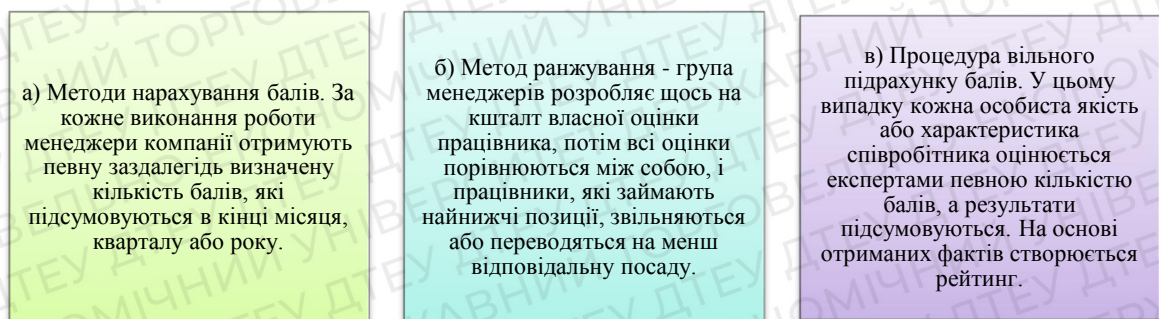 а) Методи нарахування балів. За
кожне виконання роботи
менеджери компанії отримують
певну заздалегідь визначену
кількість балів, які
підсумовуються в кінці місяця,
кварталу або року.
б) Метод ранжування - група
менеджерів розробляє щось на
кшталт власної оцінки
працівника, потім всі оцінки
порівнюються між собою, і
працівники, які займають
найнижчі позиції, звільняються
або переводяться на менш
відповідальну посаду.
в) Процедура вільного
підрахунку балів. У цьому
випадку кожна особиста якість
або характеристика
співробітника оцінюється
експертами певною кількістю
балів, а результати
підсумовуються. На основі
отриманих фактів створюється
рейтинг.